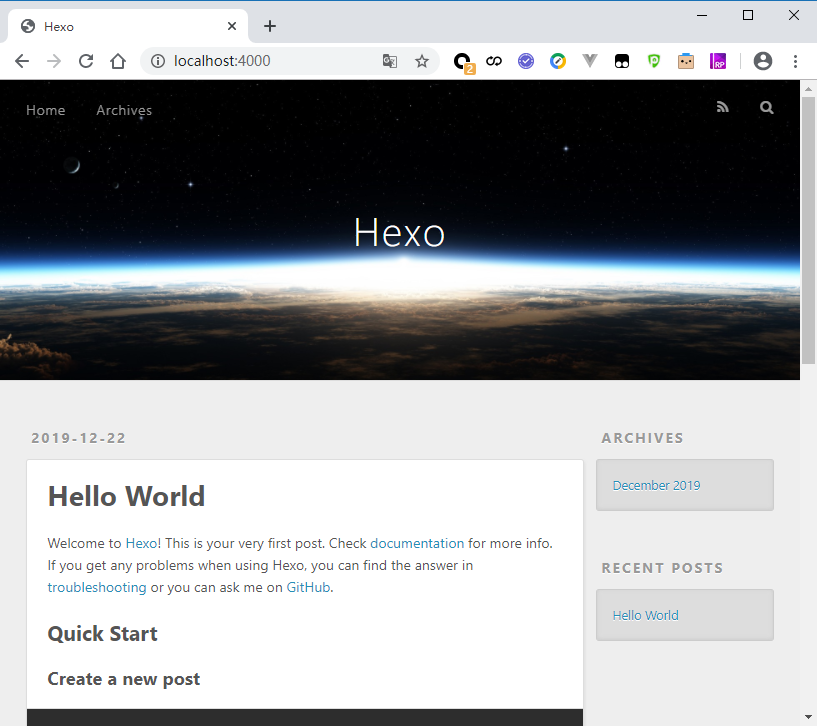 Hexo
localhost:4000
2
RP
Home
Archives
Hexo
2019-12-22
Hello World
Welcome to Hexo! This is your very first post. Check documentation for more info.
If you get any problems when using Hexo, you can find the answer in
troubleshooting or you can ask me on GitHub.
Quick Start
Create a new post
ARCHIVES
December 2019
RECENT POSTS
Hello World